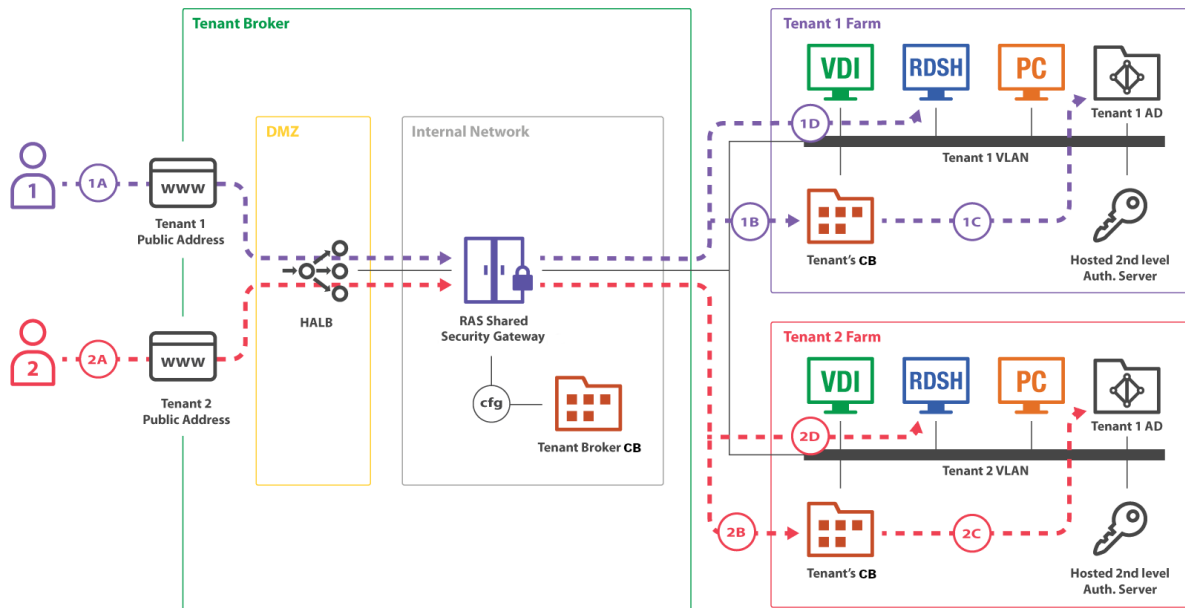 Tenant Broker
DMZ
Internal Network
1
1A
WWW
Tenant 1
Public Address
HALB
RAS Shared
Security Gateway
cfg
Tenant Broker CB
2
2A
WWW
Tenant 2
Public Address
Tenant 1 Farm
VDI
RDSH
PC
1D
Tenant 1 AD
Tenant 1 VLAN
1B
1C
Tenant's CB
Hosted 2nd level
Auth. Server
Tenant 2 Farm
VDI
RDSH
PC
2D
Tenant 1 AD
Tenant 2 VLAN
2B
2C
Tenant's CB
Hosted 2nd level
Auth. Server